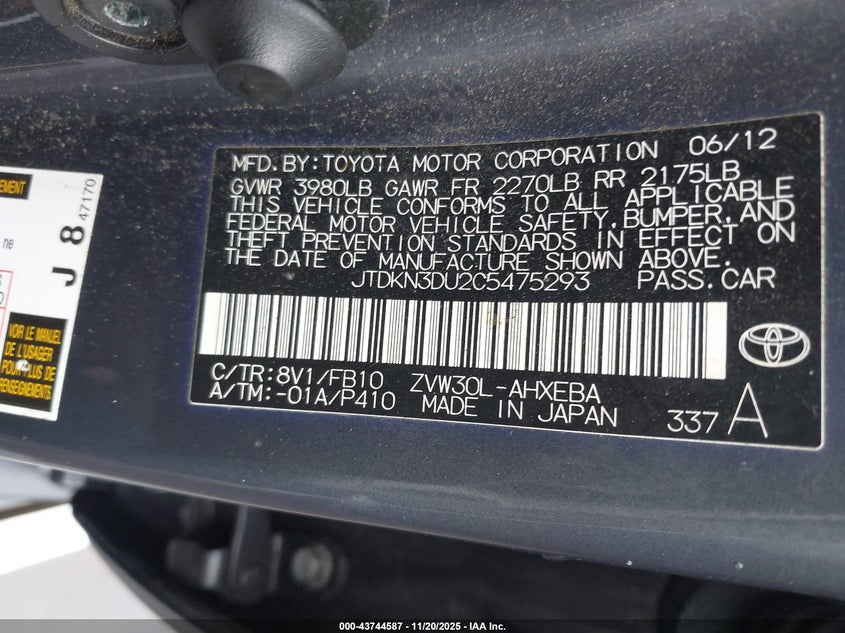 MFD.BY:TOYOTA MOTOR CORPORATION 06/12
GVWR 3980LB GAWR FR 2270LB RR 2175LB
THIS VEHICLE CONFORMS TO ALL APPLICABLE
FEDERAL MOTOR VEHICLE SAFETY,BUMPER,AND
THEFT PREVENTION STANDARDS IN EFFECT ON
THE DATE OF MANUFACTURE SHOWN ABOVE.
JTDKN3DU2C5475293 PASS.CAR
C/TR:8V1/FB10 ZVW30L-AHXEBA
A/TM:-01A/P410 MADE IN JAPAN 337 A
J 8 47170
ne
LIRE LE MANUEL
DE L'USAGER
POUR PLUS DE
RENSEIGNEMENTS
000-43744587 - 11/20/2025 - IAA Inc.